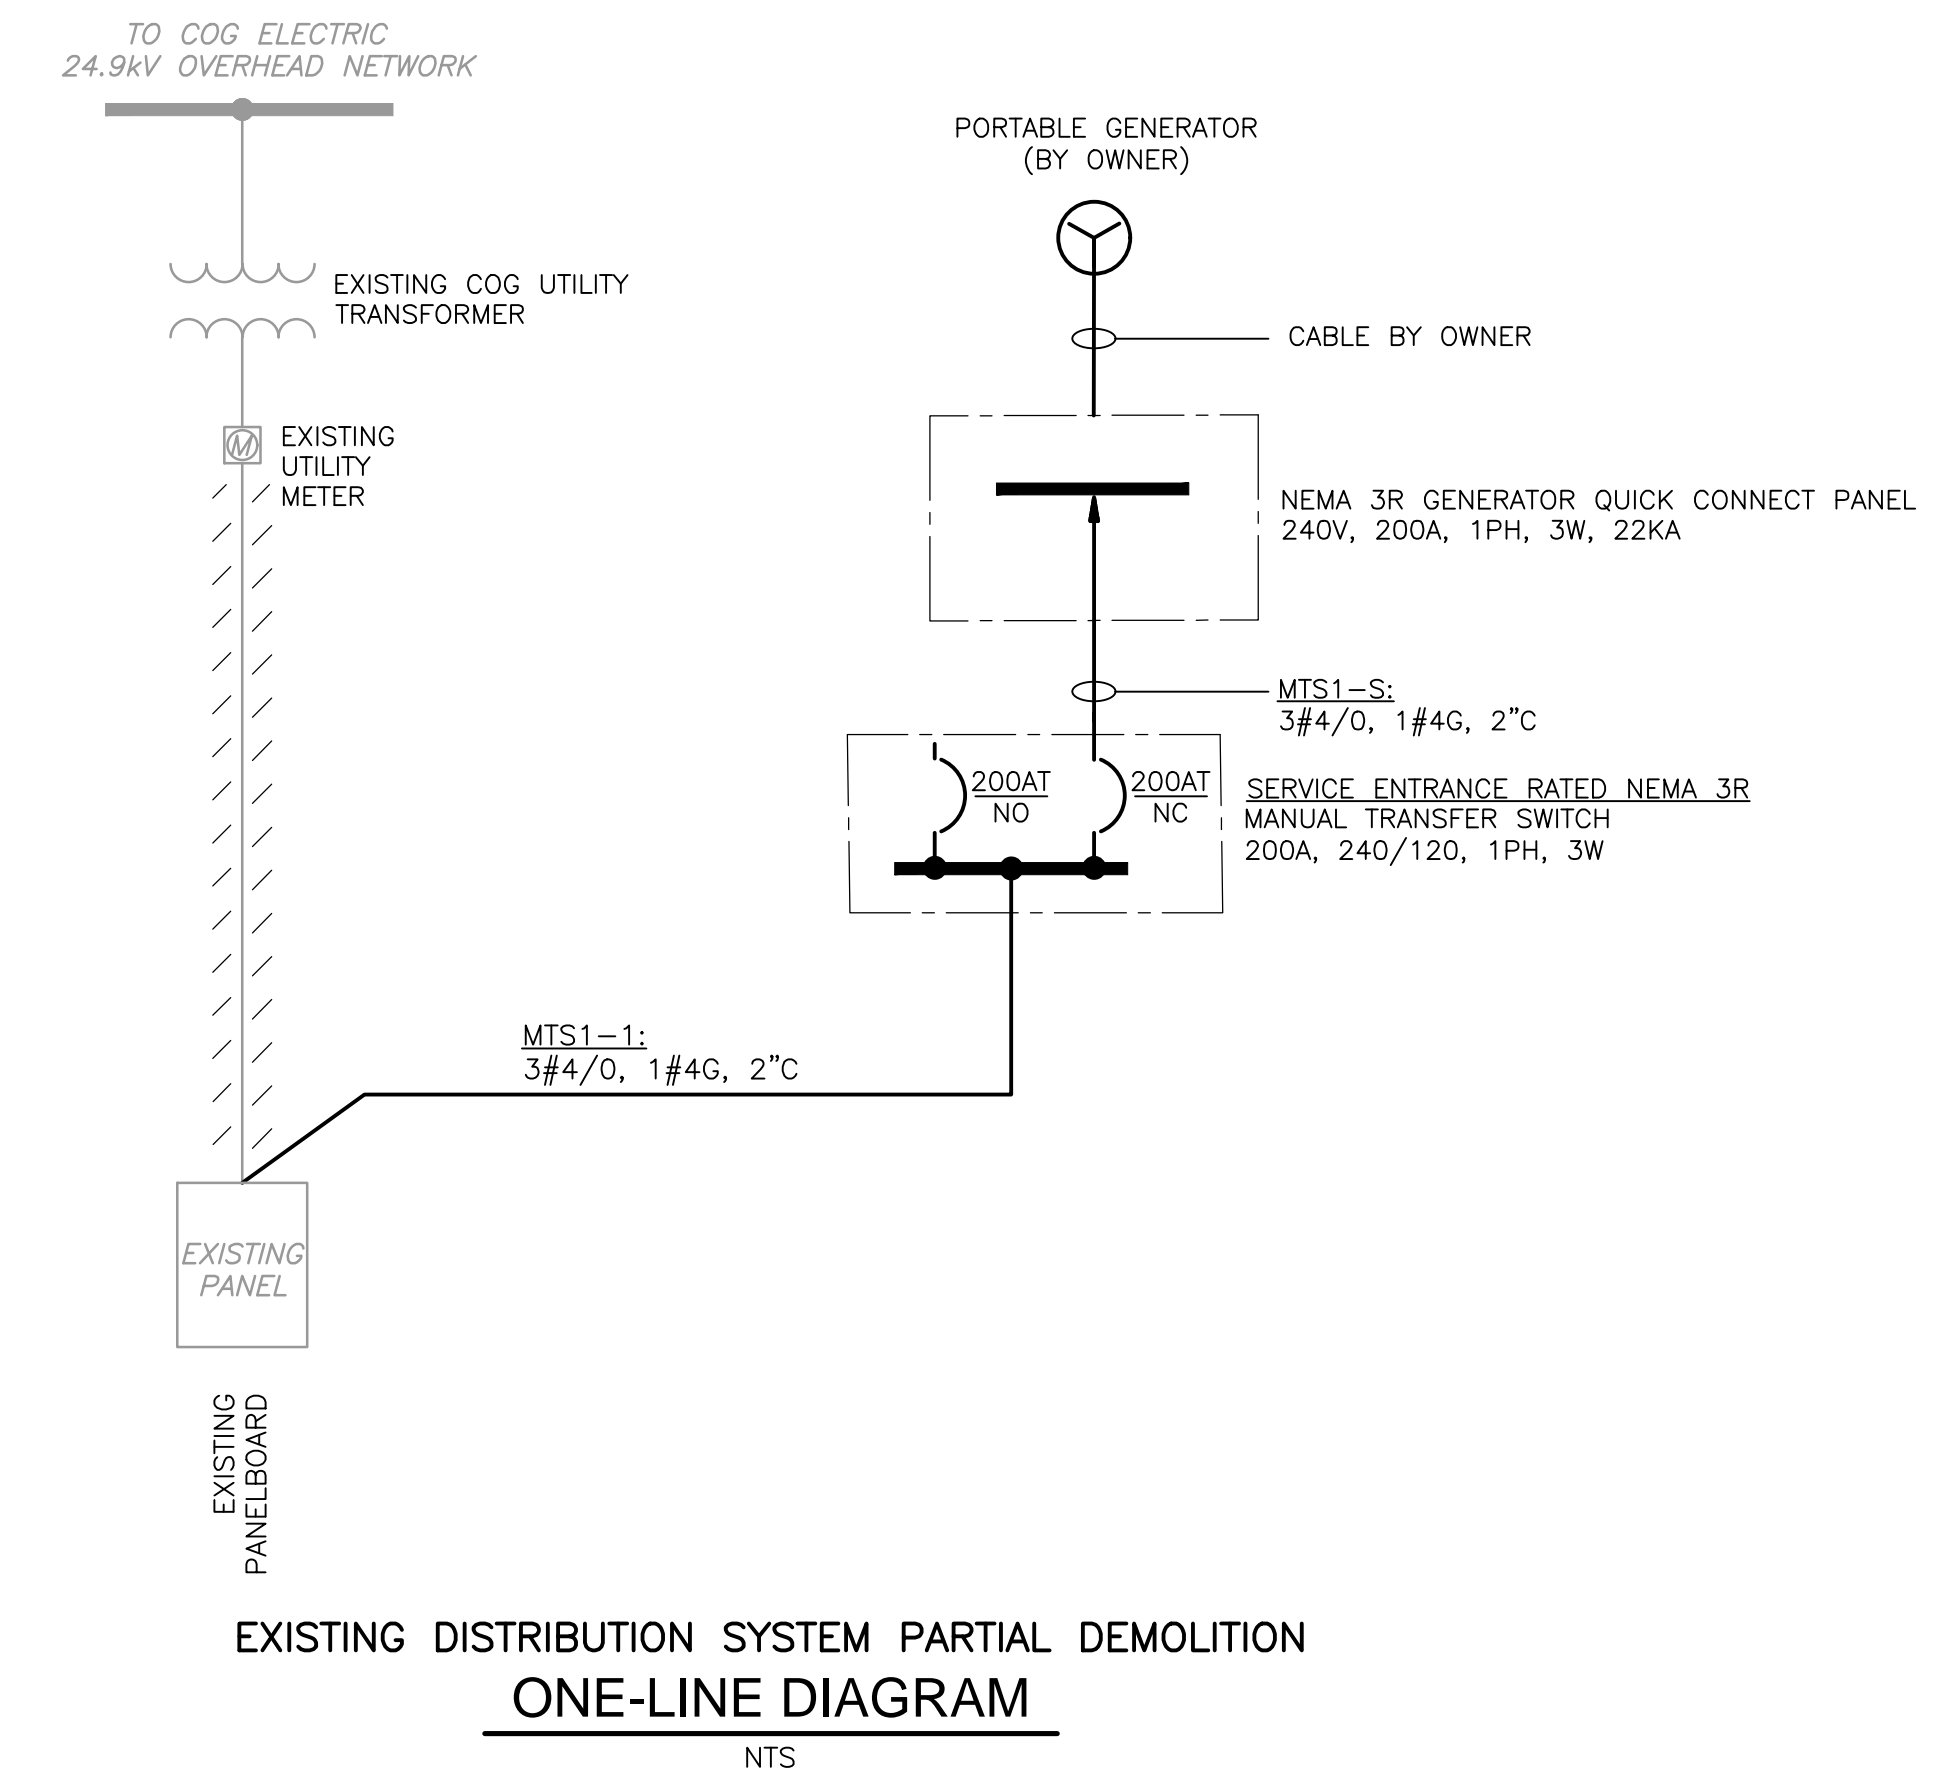 TO COG ELECTRIC
24.9kV OVERHEAD NETWORK
PORTABLE GENERATOR
(BY OWNER)
EXISTING COG UTILITY
TRANSFORMER
CABLE BY OWNER
M
EXISTING
UTILITY
METER
NEMA 3R GENERATOR QUICK CONNECT PANEL
240V, 200A, 1PH, 3W, 22KA
MTS1-S:
3#4/0, 1#4G, 2"C
200AT
NO
200AT
NC
SERVICE ENTRANCE RATED NEMA 3R
MANUAL TRANSFER SWITCH
200A, 240/120, 1PH, 3W
MTS1-1:
3#4/0, 1#4G, 2"C
EXISTING
PANEL
EXISTING
PANELBOARD
EXISTING DISTRIBUTION SYSTEM PARTIAL DEMOLITION
ONE-LINE DIAGRAM
NTS